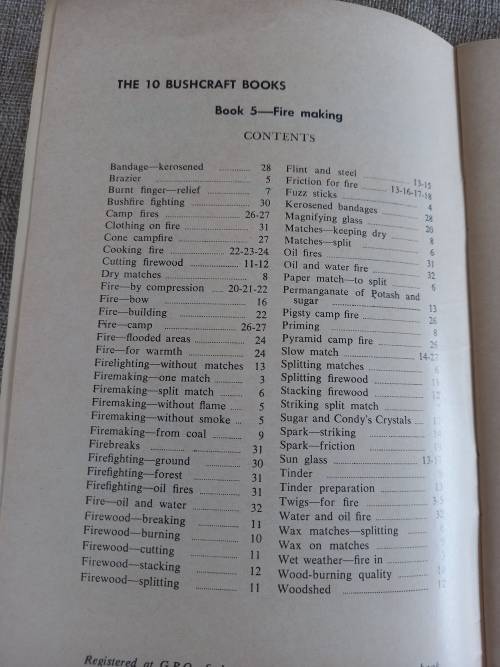 THE 10 BUSHCRAFT BOOKS
Book 5—Fire making
CONTENTS
Bandage—kerosened ............ 28
Brazier ............ 5
Burnt finger—relief ............ 7
Bushfire fighting ............ 30
Camp fires ............ 26-27
Clothing on fire ............ 31
Cone campfire ............ 27
Cooking fire ............ 22-23-24
Cutting firewood ............ 11-12
Dry matches ............ 8
Fire—by compression ............ 20-21-22
Fire—bow ............ 16
Fire—building ............ 22
Fire—camp ............ 26-27
Fire—flooded areas ............ 24
Fire—for warmth ............ 24
Firelighting—without matches 13
Firemaking—one match ............ 3
Firemaking—split match ............ 6
Firemaking—without flame ............ 5
Firemaking—without smoke ............ 5
Firemaking—from coal ............ 9
Firebreaks ............ 31
Firefighting—ground ............ 30
Firefighting—forest ............ 31
Firefighting—oil fires ............ 31
Fire—oil and water ............ 32
Firewood—breaking ............ 11
Firewood—burning ............ 10
Firewood—cutting ............ 11
Firewood—stacking ............ 12
Firewood—splitting ............ 11
Flint and steel ............ 13-15
Friction for fire ............ 13-16-17-18
Fuzz sticks ............ 4
Kerosened bandages ............ 28
Magnifying glass ............ 20
Matches—keeping dry ............ 8
Matches—split ............ 6
Oil fires ............ 31
Oil and water fire ............ 32
Paper match—to split ............ 6
Permanganate of Potash and
sugar ............ 13
Pigsty camp fire ............ 26
Priming ............ 8
Pyramid camp fire ............ 26
Slow match ............ 14-27
Splitting matches ............ 6
Splitting firewood ............
Stacking firewood ............ 12
Striking split match ............
Sugar and Condy's Crystals ....
Spark—striking ............
Spark—friction ............
Sun glass ............
Tinder ............
Tinder preparation ............
Twigs—for fire ............
Water and oil fire ............
Wax matches—splitting ............
Wax on matches ............
Wet weather—fire in ............
Wood-burning quality ............
Woodshed ............
Registered at G.P.O.